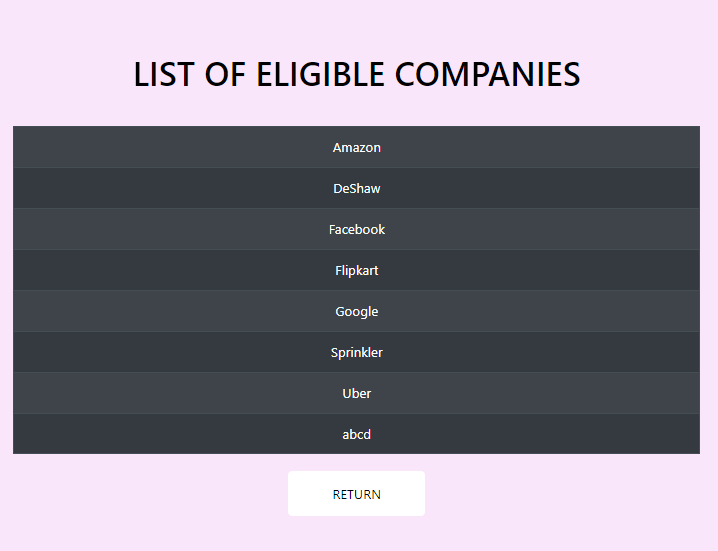 LIST OF ELIGIBLE COMPANIES
Amazon
DeShaw
Facebook
Flipkart
Google
Sprinkler
Uber
abcd
RETURN